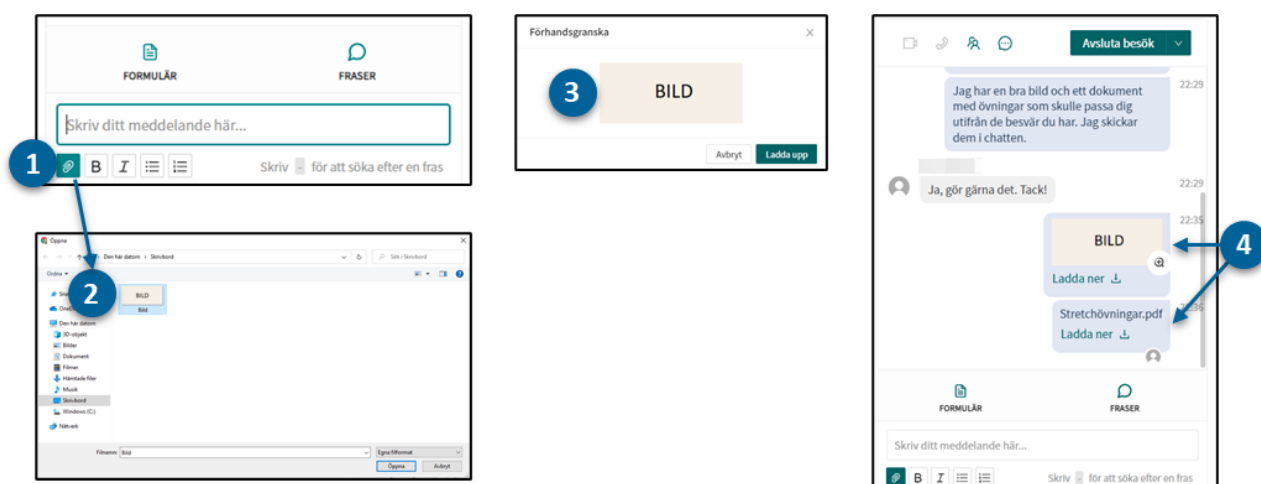 FORMULÄR
FRASER
Skriv ditt meddelande här...
1
B I
Skriv - för att söka efter en fras
Öppna
Den här datorn › Skrivbord
Sök i Skrivbord
Ordna
2
BILD
Bild
Den här datorn
3D-objekt
Bilder
Dokument
Filmer
Hämtade filer
Musik
Skrivbord
Windows (C:)
Nätverk
Filnamn: Bild
Egna filformat
Öppna
Avbryt
Förhandsgranska
3
BILD
Avbryt
Ladda upp
Avsluta besök
22:29
Jag har en bra bild och ett dokument
med övningar som skulle passa dig
utifrån de besvär du har. Jag skickar
dem i chatten.
22:29
Ja, gör gärna det. Tack!
22:35
BILD
4
Ladda ner
Stretchövningar.pdf
Ladda ner
FORMULÄR
FRASER
Skriv ditt meddelande här...
B I
Skriv - för att söka efter en fras